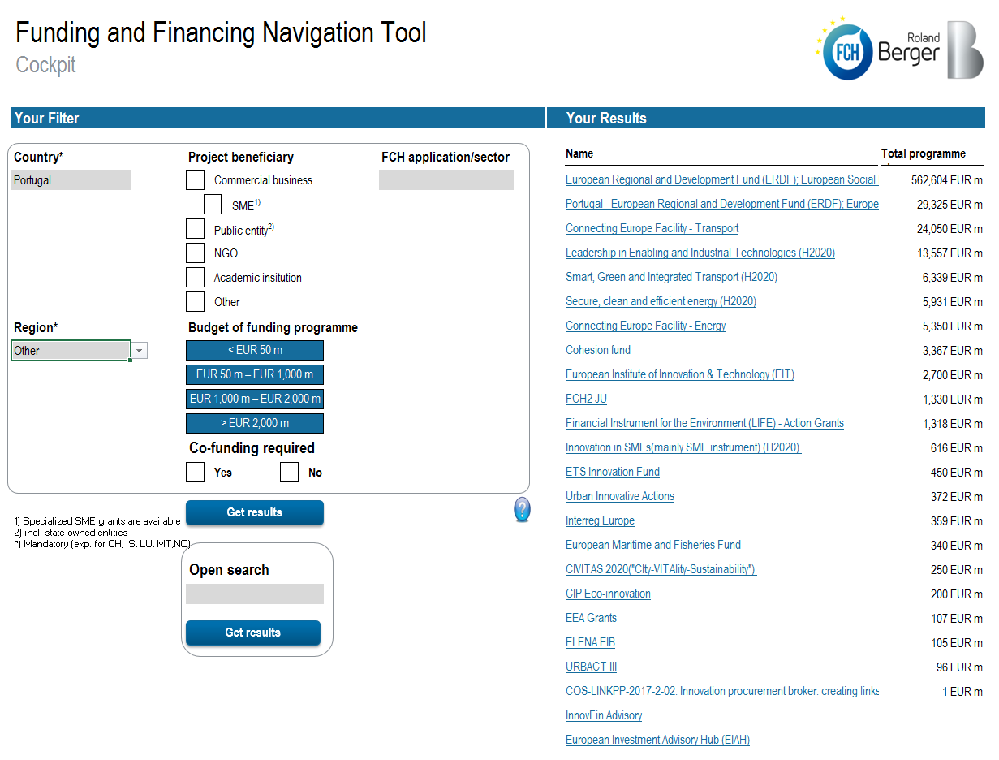 Funding and Financing Navigation Tool
Cockpit
FCH
Roland
Berger
B
Your Filter
Country*
Portugal
Project beneficiary
Commercial business
SME1)
Public entity2)
NGO
Academic insitution
Other
FCH application/sector
Region*
Other
Budget of funding programme
< EUR 50 m
EUR 50 m – EUR 1,000 m
EUR 1,000 m – EUR 2,000 m
> EUR 2,000 m
Co-funding required
Yes No
Get results
?
1) Specialized SME grants are available
2) incl. state-owned entities
*) Mandatory (exp. for CH, IS, LU, MT,NO)
Open search
Get results
Your Results
Name Total programme
European Regional and Development Fund (ERDF); European Social 562,604 EUR m
Portugal - European Regional and Development Fund (ERDF); Europe 29,325 EUR m
Connecting Europe Facility - Transport 24,050 EUR m
Leadership in Enabling and Industrial Technologies (H2020) 13,557 EUR m
Smart, Green and Integrated Transport (H2020) 6,339 EUR m
Secure, clean and efficient energy (H2020) 5,931 EUR m
Connecting Europe Facility - Energy 5,350 EUR m
Cohesion fund 3,367 EUR m
European Institute of Innovation & Technology (EIT) 2,700 EUR m
FCH2 JU 1,330 EUR m
Financial Instrument for the Environment (LIFE) - Action Grants 1,318 EUR m
Innovation in SMEs(mainly SME instrument) (H2020) 616 EUR m
ETS Innovation Fund 450 EUR m
Urban Innovative Actions 372 EUR m
Interreg Europe 359 EUR m
European Maritime and Fisheries Fund 340 EUR m
CIVITAS 2020("CIty-VITAlity-Sustainability") 250 EUR m
CIP Eco-innovation 200 EUR m
EEA Grants 107 EUR m
ELENA EIB 105 EUR m
URBACT III 96 EUR m
COS-LINKPP-2017-2-02: Innovation procurement broker: creating links 1 EUR m
InnovFin Advisory
European Investment Advisory Hub (EIAH)